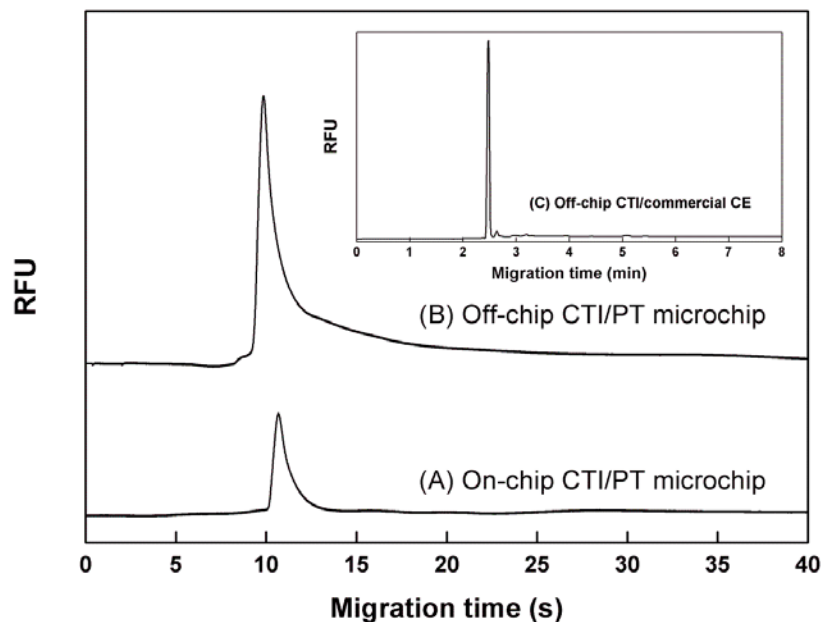 RFU
(C) Off-chip CTI/commercial CE
0 1 2 3 4 5 6 7 8
Migration time (min)
RFU
(B) Off-chip CTI/PT microchip
(A) On-chip CTI/PT microchip
0 5 10 15 20 25 30 35 40
Migration time (s)